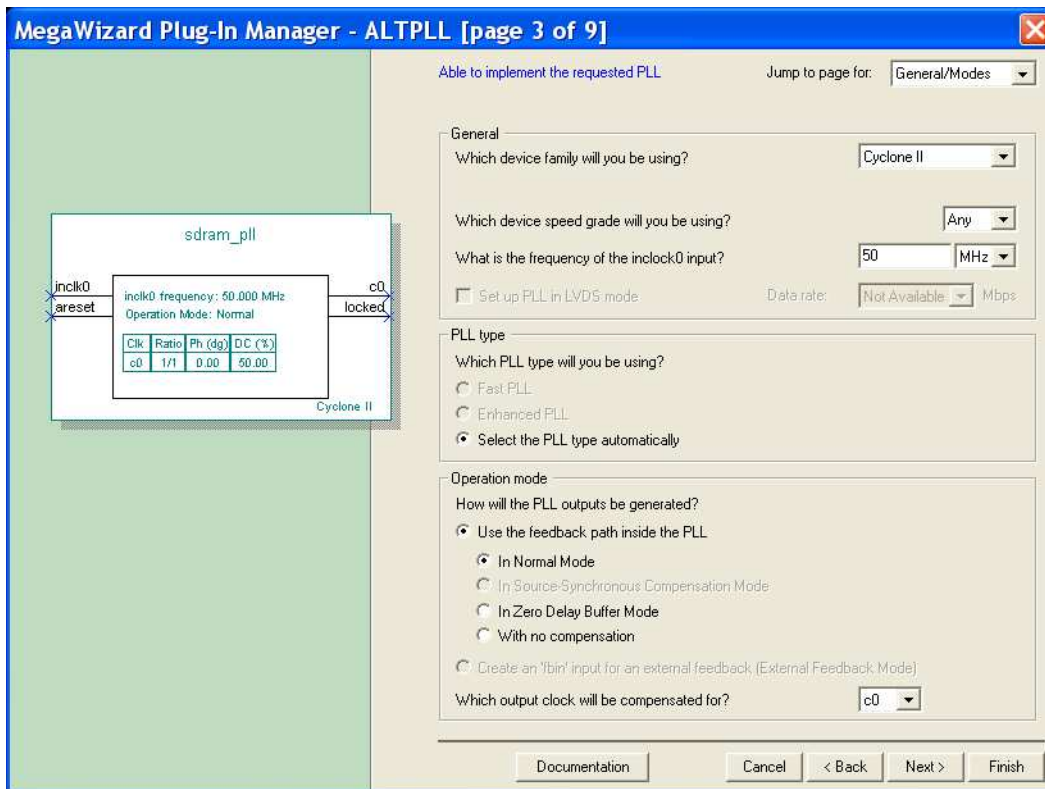 MegaWizard Plug-In Manager - ALTPLL [page 3 of 9]
Able to implement the requested PLL
Jump to page for: General/Modes
sdram_pll
inclk0
areset
inclk0 frequency: 50.000 MHz
Operation Mode: Normal
Clk Ratio Ph (dg) DC (%)
c0 1/1 0.00 50.00
c0
locked
Cyclone II
General
Which device family will you be using? Cyclone II
Which device speed grade will you be using? Any
What is the frequency of the inclock0 input? 50 MHz
Set up PLL in LVDS mode Data rate: Not Available Mbps
PLL type
Which PLL type will you be using?
Fast PLL
Enhanced PLL
Select the PLL type automatically
Operation mode
How will the PLL outputs be generated?
Use the feedback path inside the PLL
In Normal Mode
In Source-Synchronous Compensation Mode
In Zero Delay Buffer Mode
With no compensation
Create an 'fbin' input for an external feedback (External Feedback Mode)
Which output clock will be compensated for? c0
Documentation Cancel < Back Next > Finish